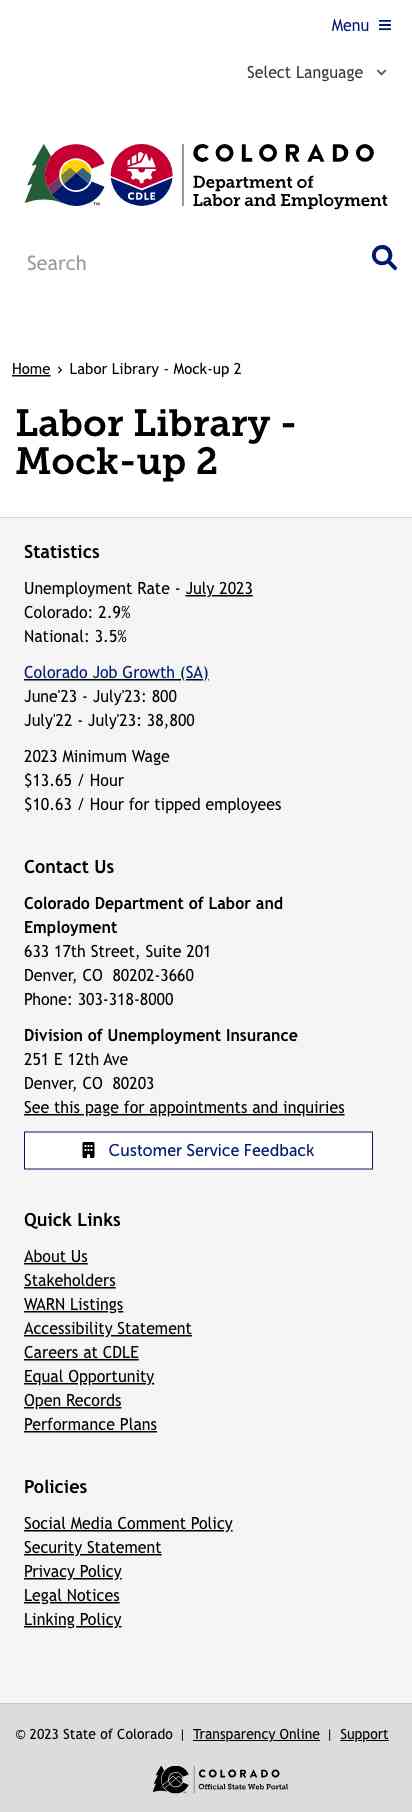 Menu
Select Language
CDLE
TM
COLORADO
Department of
Labor and Employment
Search
Home › Labor Library - Mock-up 2
Labor Library -
Mock-up 2
Statistics
Unemployment Rate - July 2023
Colorado: 2.9%
National: 3.5%
Colorado Job Growth (SA)
June'23 - July'23: 800
July'22 - July'23: 38,800
2023 Minimum Wage
$13.65 / Hour
$10.63 / Hour for tipped employees
Contact Us
Colorado Department of Labor and
Employment
633 17th Street, Suite 201
Denver, CO  80202-3660
Phone: 303-318-8000
Division of Unemployment Insurance
251 E 12th Ave
Denver, CO  80203
See this page for appointments and inquiries
Customer Service Feedback
Quick Links
About Us
Stakeholders
WARN Listings
Accessibility Statement
Careers at CDLE
Equal Opportunity
Open Records
Performance Plans
Policies
Social Media Comment Policy
Security Statement
Privacy Policy
Legal Notices
Linking Policy
© 2023 State of Colorado | Transparency Online | Support
COLORADO
Official State Web Portal